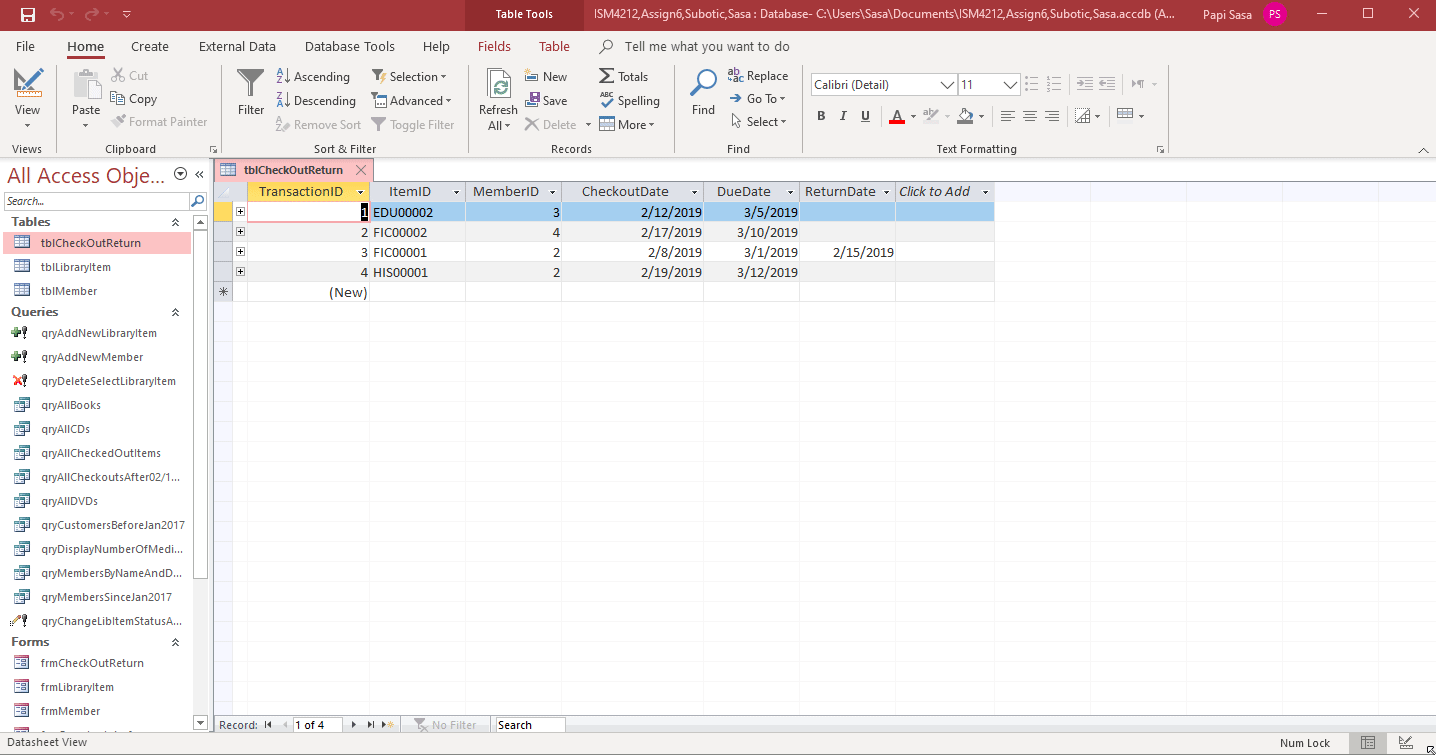 Table Tools
ISM4212,Assign6,Subotic,Sasa : Database- C:\Users\Sasa\Documents\ISM4212,Assign6,Subotic,Sasa.accdb (A...
Papi Sasa
PS
File Home Create External Data Database Tools Help Fields Table Tell me what you want to do
View
Views
Paste
Cut
Copy
Format Painter
Clipboard
Filter
Ascending
Descending
Remove Sort
Selection
Advanced
Toggle Filter
Sort & Filter
Refresh
All
New
Save
Delete
Totals
Spelling
More
Records
Find
Replace
Go To
Select
Find
Calibri (Detail) 11
B I U
Text Formatting
All Access Obje...
Search...
Tables
tblCheckOutReturn
tblLibraryItem
tblMember
Queries
qryAddNewLibraryItem
qryAddNewMember
qryDeleteSelectLibraryItem
qryAllBooks
qryAllCDs
qryAllCheckedOutItems
qryAllCheckoutsAfter02/1...
qryAllDVDs
qryCustomersBeforeJan2017
qryDisplayNumberOfMedi...
qryMembersByNameAndD...
qryMembersSinceJan2017
qryChangeLibItemStatusA...
Forms
frmCheckOutReturn
frmLibraryItem
frmMember
tblCheckOutReturn
TransactionID ItemID MemberID CheckoutDate DueDate ReturnDate Click to Add
1 EDU00002 3 2/12/2019 3/5/2019
2 FIC00002 4 2/17/2019 3/10/2019
3 FIC00001 2 2/8/2019 3/1/2019 2/15/2019
4 HIS00001 2 2/19/2019 3/12/2019
(New)
Record: 1 of 4 No Filter Search
Datasheet View
Num Lock